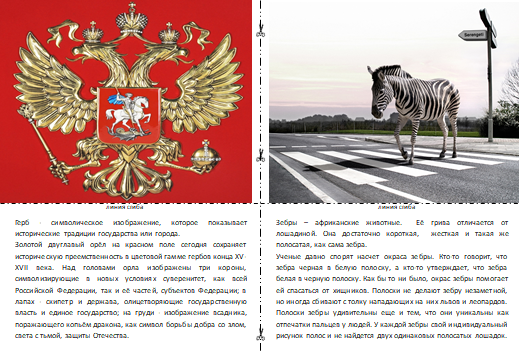 Serengeti
линия сгиба
линия сгиба
Герб - символическое изображение, которое показывает
исторические традиции государства или города.
Золотой двуглавый орёл на красном поле сегодня сохраняет
историческую преемственность в цветовой гамме гербов конца XV-
XVII века. Над головами орла изображены три короны,
символизирующие в новых условиях суверенитет, как всей
Российской Федерации, так и её частей, субъектов Федерации; в
лапах - скипетр и держава, олицетворяющие государственную
власть и единое государство; на груди - изображение всадника,
поражающего копьём дракона, как символ борьбы добра со злом,
света с тьмой, защиты Отечества.
Зебры – африканские животные. Её грива отличается от
лошадиной. Она достаточно короткая, жесткая и такая же
полосатая, как сама зебра.
Ученые давно спорят насчет окраса зебры. Кто-то говорит, что
зебра черная в белую полоску, а кто-то утверждает, что зебра
белая в черную полоску. Как бы то ни было, окрас зебры помогает
ей спасаться от хищников. Полоски не делают зебру незаметной,
но иногда сбивают с толку нападающих на них львов и леопардов.
Полоски зебры удивительны еще и тем, что они уникальны как
отпечатки пальцев у людей. У каждой зебры свой индивидуальный
рисунок полос и не найдется двух одинаковых полосатых лошадок.